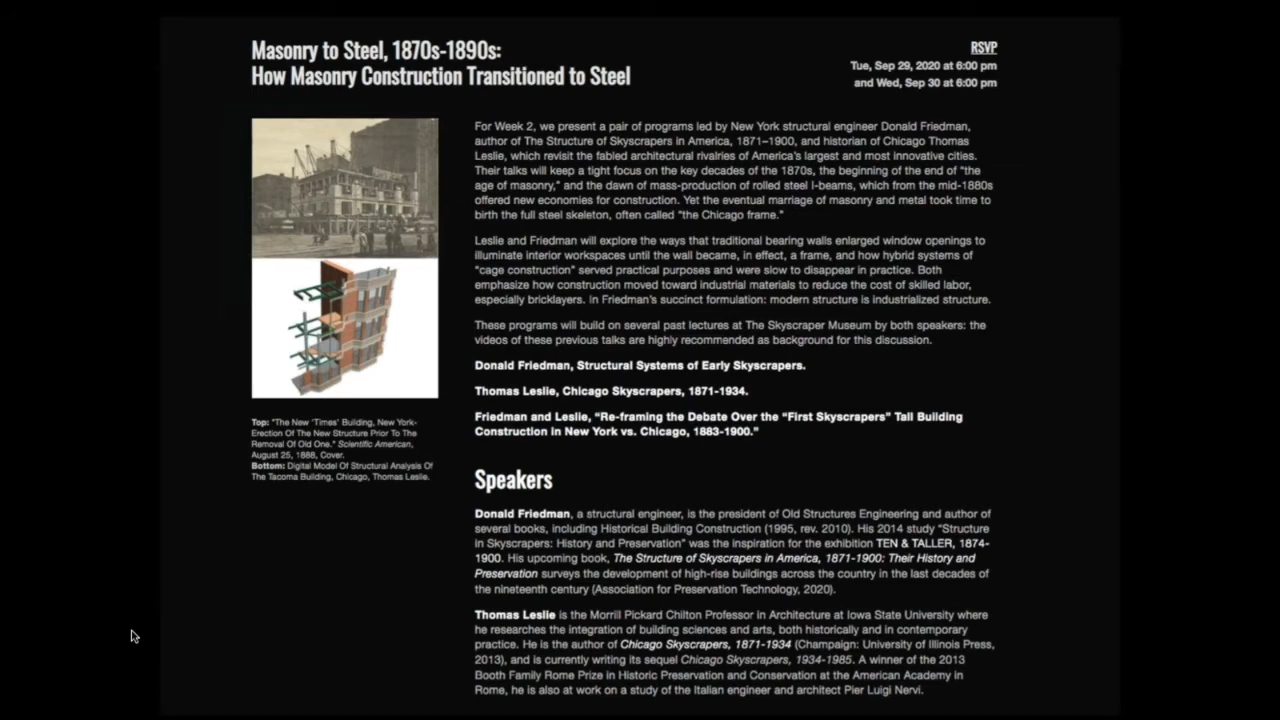 Masonry to Steel, 1870s-1890s:
How Masonry Construction Transitioned to Steel
RSVP
Tue, Sep 29, 2020 at 6:00 pm
and Wed, Sep 30 at 6:00 pm
For Week 2, we present a pair of programs led by New York structural engineer Donald Friedman,
author of The Structure of Skyscrapers in America, 1871–1900, and historian of Chicago Thomas
Leslie, which revisit the fabled architectural rivalries of America's largest and most innovative cities.
Their talks will keep a tight focus on the key decades of the 1870s, the beginning of the end of "the
age of masonry," and the dawn of mass-production of rolled steel I-beams, which from the mid-1880s
offered new economies for construction. Yet the eventual marriage of masonry and metal took time to
birth the full steel skeleton, often called "the Chicago frame."
Leslie and Friedman will explore the ways that traditional bearing walls enlarged window openings to
illuminate interior workspaces until the wall became, in effect, a frame, and how hybrid systems of
"cage construction" served practical purposes and were slow to disappear in practice. Both
emphasize how construction moved toward industrial materials to reduce the cost of skilled labor,
especially bricklayers. in Friedman's succinct formulation: modern structure is industrialized structure.
These programs will build on several past lectures at The Skyscraper Museum by both speakers: the
videos of these previous talks are highly recommended as background for this discussion.
Donald Friedman, Structural Systems of Early Skyscrapers.
Thomas Leslie, Chicago Skyscrapers, 1871-1934.
Friedman and Leslie, "Re-framing the Debate Over the "First Skyscrapers" Tall Building
Construction in New York vs. Chicago, 1883-1900."
Top: "The New 'Times' Building, New York-
Erection Of The New Structure Prior To The
Removal Of Old One." Scientific American,
August 25, 1888, Cover.
Bottom: Digital Model Of Structural Analysis Of
The Tacoma Building, Chicago, Thomas Leslie.
Speakers
Donald Friedman, a structural engineer, is the president of Old Structures Engineering and author of
several books, including Historical Building Construction (1995, rev. 2010). His 2014 study "Structure
in Skyscrapers: History and Preservation" was the inspiration for the exhibition TEN & TALLER, 1874-
1900. His upcoming book, The Structure of Skyscrapers in America, 1871-1900: Their History and
Preservation surveys the development of high-rise buildings across the country in the last decades of
the nineteenth century (Association for Preservation Technology, 2020).
Thomas Leslie is the Morrill Pickard Chilton Professor in Architecture at Iowa State University where
he researches the integration of building sciences and arts, both historically and in contemporary
practice. He is the author of Chicago Skyscrapers, 1871-1934 (Champaign: University of Illinois Press,
2013), and is currently writing its sequel Chicago Skyscrapers, 1934-1985. A winner of the 2013
Booth Family Rome Prize in Historic Preservation and Conservation at the American Academy in
Rome, he is also at work on a study of the Italian engineer and architect Pier Luigi Nervi.